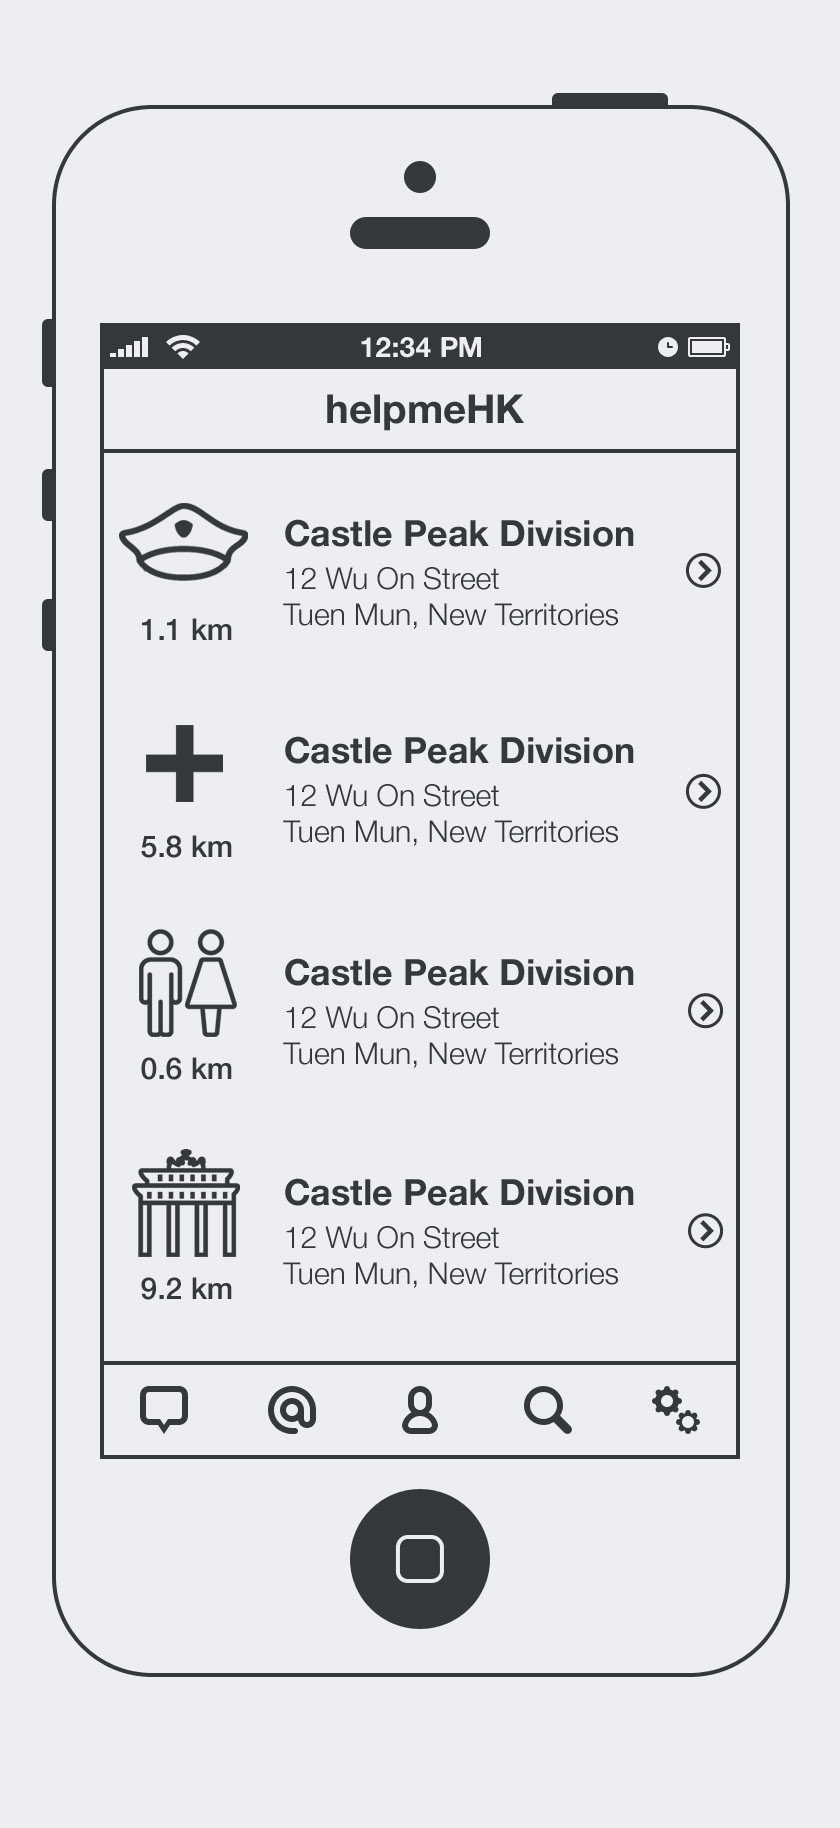 12:34 PM
helpmeHK
Castle Peak Division
12 Wu On Street
Tuen Mun, New Territories
1.1 km
Castle Peak Division
12 Wu On Street
Tuen Mun, New Territories
5.8 km
Castle Peak Division
12 Wu On Street
Tuen Mun, New Territories
0.6 km
Castle Peak Division
12 Wu On Street
Tuen Mun, New Territories
9.2 km